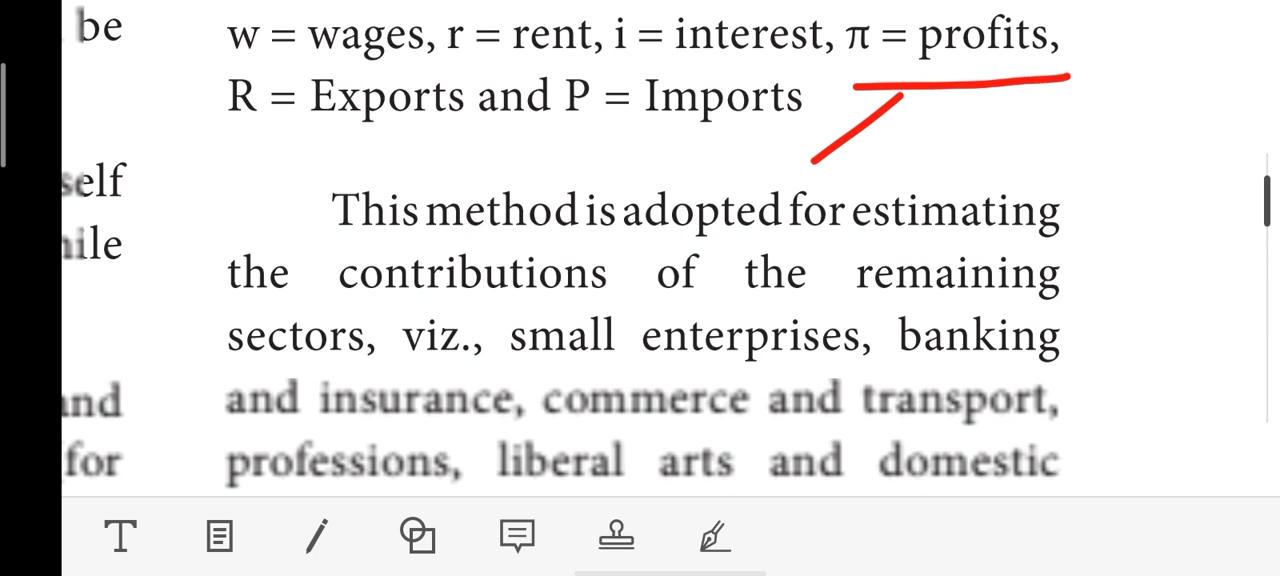 be
self
and
for
w = wages, r = rent, i = interest, π = profits,
R = Exports and P = Imports
This method is adopted for estimating
the contributions of the remaining
sectors, viz., small enterprises, banking
and insurance, commerce and transport,
professions, liberal arts and domestic
T